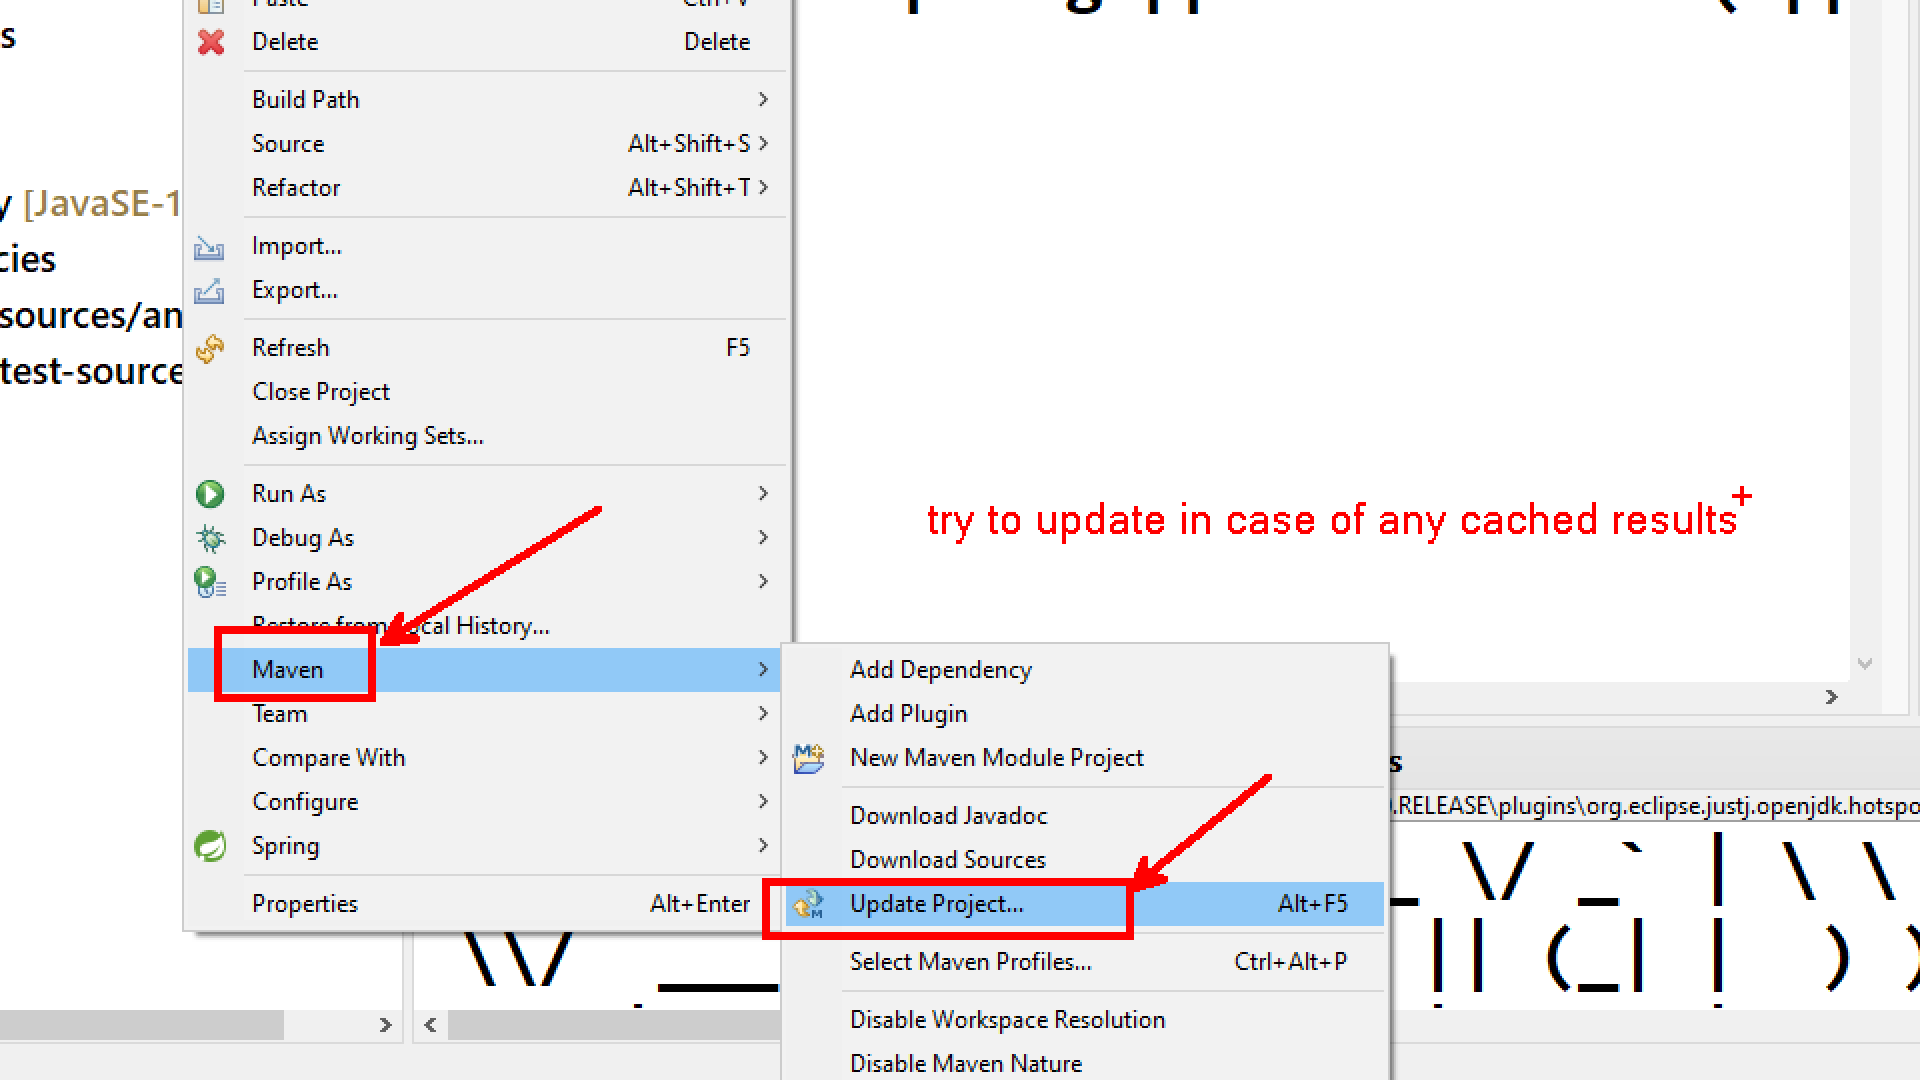 Delete Delete
s
Build Path
Source Alt+Shift+S
Refactor Alt+Shift+T
y [JavaSE-1
Import...
cies
Export...
sources/an
Refresh F5
test-source
Close Project
Assign Working Sets...
Run As
try to update in case of any cached results+
Debug As
Profile As
Restore from Local History...
Maven
Team
Compare With
Configure
Spring
Properties Alt+Enter
Add Dependency
Add Plugin
New Maven Module Project
s
Download Javadoc
.RELEASE\plugins\org.eclipse.justj.openjdk.hotspo
Download Sources
Update Project... Alt+F5
Select Maven Profiles... Ctrl+Alt+P
Disable Workspace Resolution
Disable Maven Nature